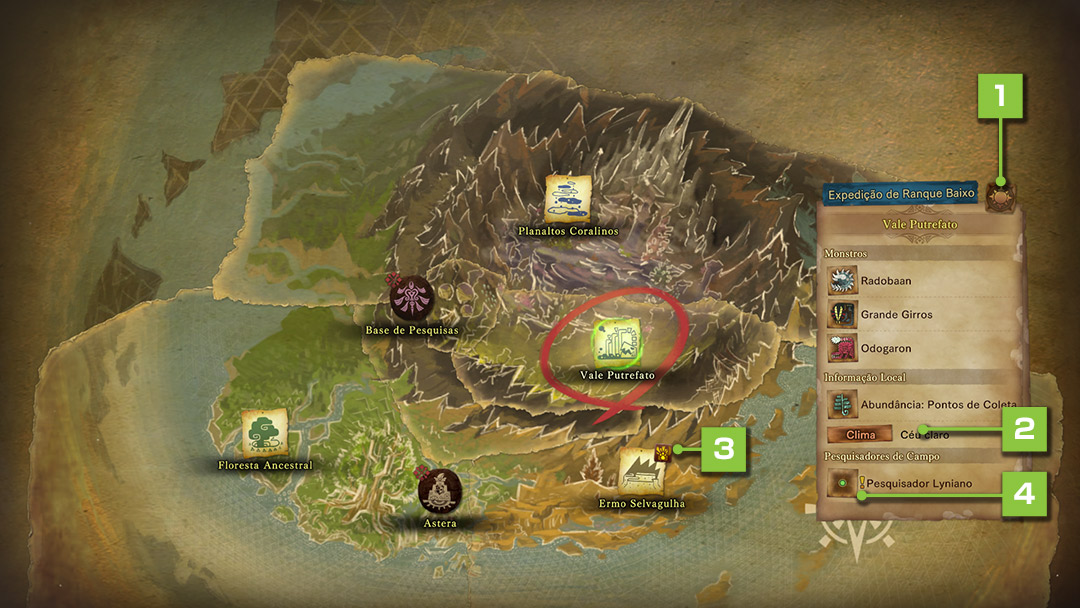 1
Expedição de Ranque Baixo
Vale Putrefato
Monstros
Radobaan
Grande Girros
Odogaron
Informação Local
Abundância: Pontos de Coleta
Clima
Céu claro
2
Pesquisadores de Campo
! Pesquisador Lyniano
4
Planaltos Coralinos
Base de Pesquisas
Vale Putrefato
Floresta Ancestral
3
Ermo Selvagulha
Astera